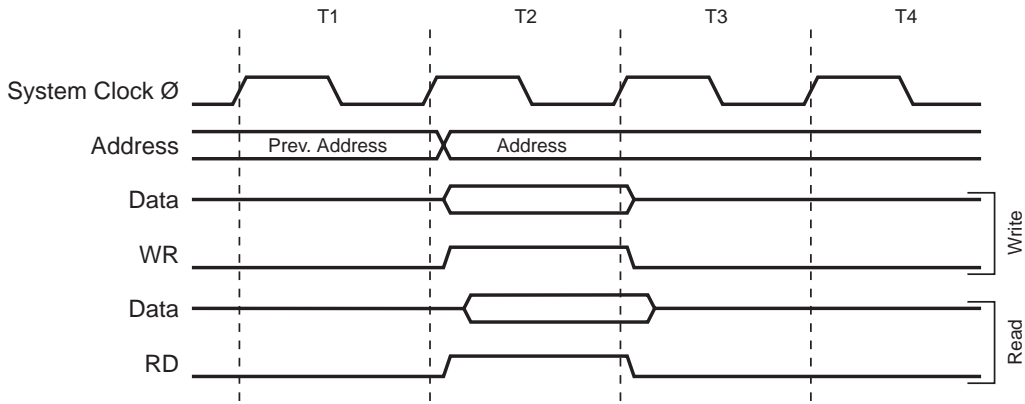 T1 T2 T3 T4
System Clock Ø
Address Prev. Address Address
Data
WR
Write
Data
RD
Read